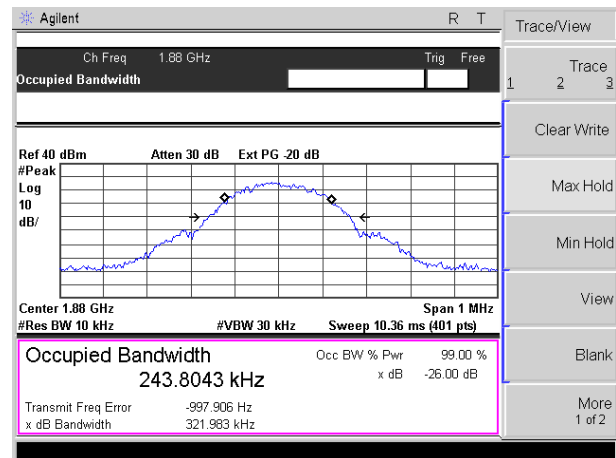 Agilent R T
Ch Freq 1.88 GHz Trig Free
Occupied Bandwidth
Ref 40 dBm Atten 30 dB Ext PG -20 dB
#Peak
Log
10
dB/
Center 1.88 GHz Span 1 MHz
#Res BW 10 kHz #VBW 30 kHz Sweep 10.36 ms (401 pts)
Occupied Bandwidth Occ BW % Pwr 99.00 %
243.8043 kHz x dB -26.00 dB
Transmit Freq Error -997.906 Hz
x dB Bandwidth 321.983 kHz
Trace/View
Trace
1 2 3
Clear Write
Max Hold
Min Hold
View
Blank
More
1 of 2